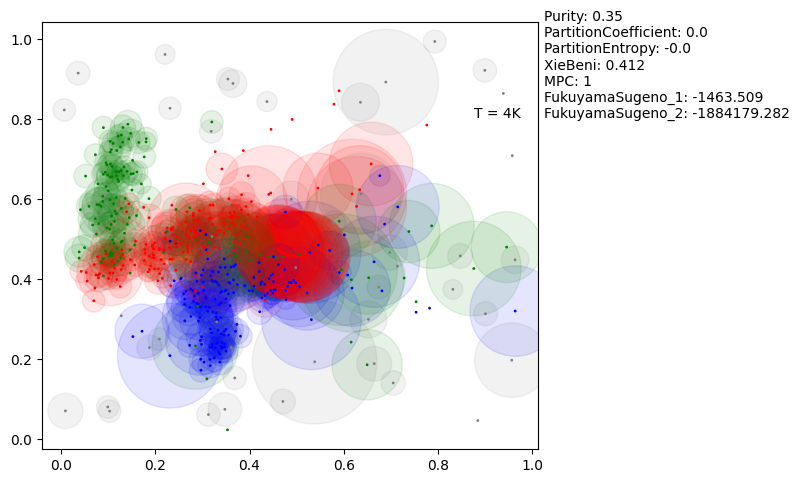 Purity: 0.35
PartitionCoefficient: 0.0
PartitionEntropy: -0.0
XieBeni: 0.412
MPC: 1
FukuyamaSugeno_1: -1463.509
FukuyamaSugeno_2: -1884179.282
T = 4K
1.0
0.8
0.6
0.4
0.2
0.0
0.0 0.2 0.4 0.6 0.8 1.0